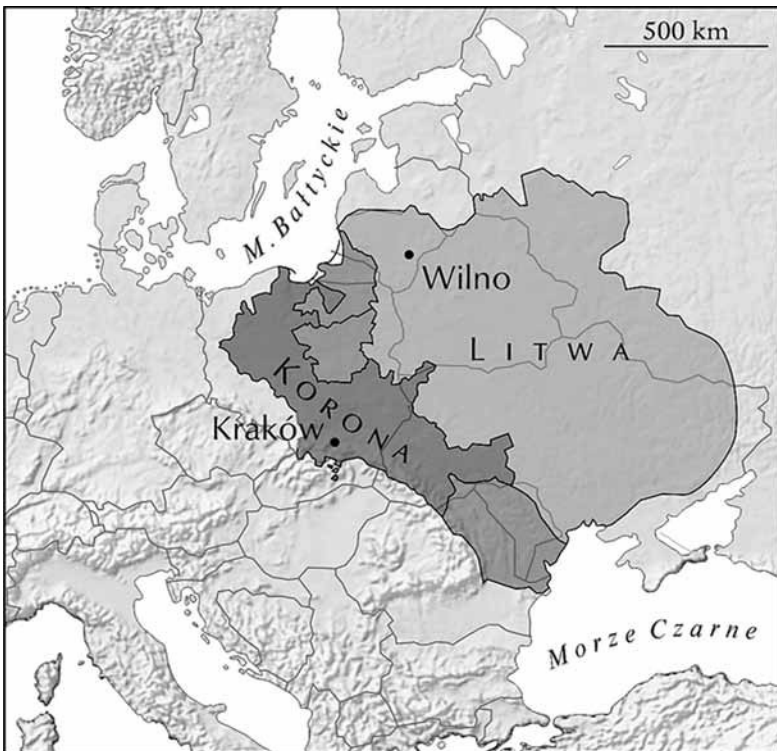 500 km
M. Bałtyckie
Wilno
LITWA
KORONA
Kraków
Morze Czarne